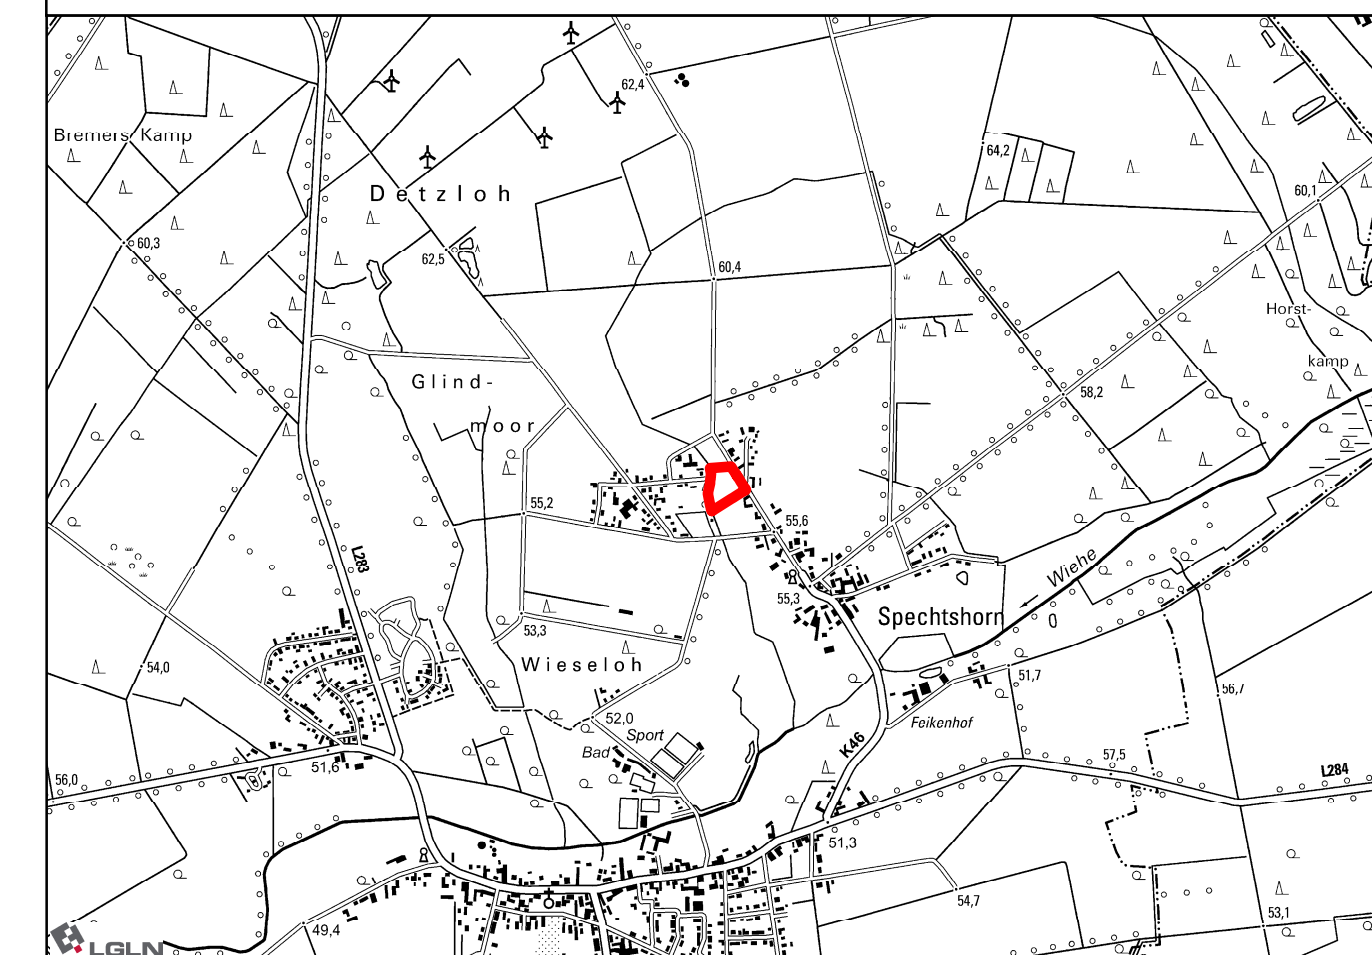 62,4
Bremers Kamp
64,2
Detzloh
60,1
60,3
62,5
60,4
Horst-
kamp
Glind-
moor
58,2
55,2
55,6
L283
Wiehe
55,3
Spechtshorn
53,3
Wieseloh
54,0
51,7
56,7
52,0
Feikenhof
Sport
Bad
K46
51,6
56,0
57,5
L284
51,3
54,7
53,1
49,4
LGLN